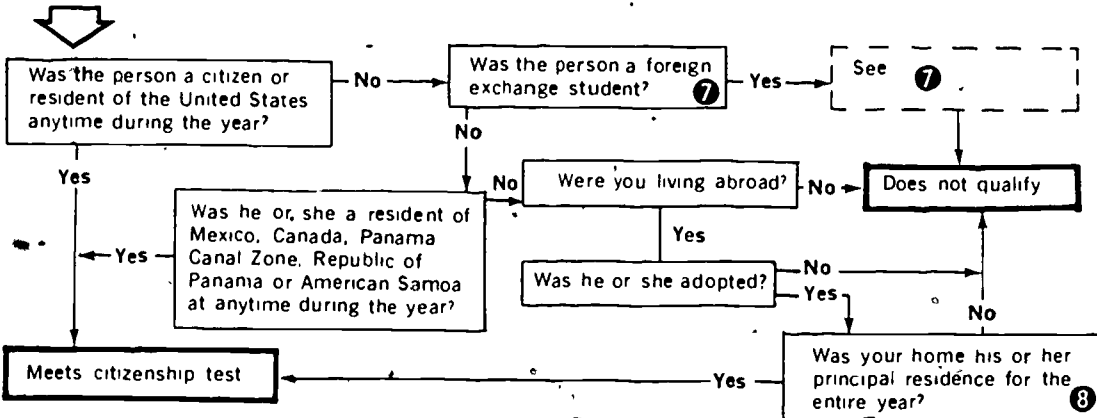 Was the person a citizen or
resident of the United States
anytime during the year?
No
Was the person a foreign
exchange student? 7
Yes
See 7
No
Yes
Was he or she a resident of
Mexico, Canada, Panama
Canal Zone, Republic of
Panama or American Samoa
at anytime during the year?
Yes
No
Were you living abroad?
No
Does not qualify
Yes
Was he or she adopted?
No
Yes
No
Was your home his or her
principal residence for the
entire year? 8
Yes
Meets citizenship test